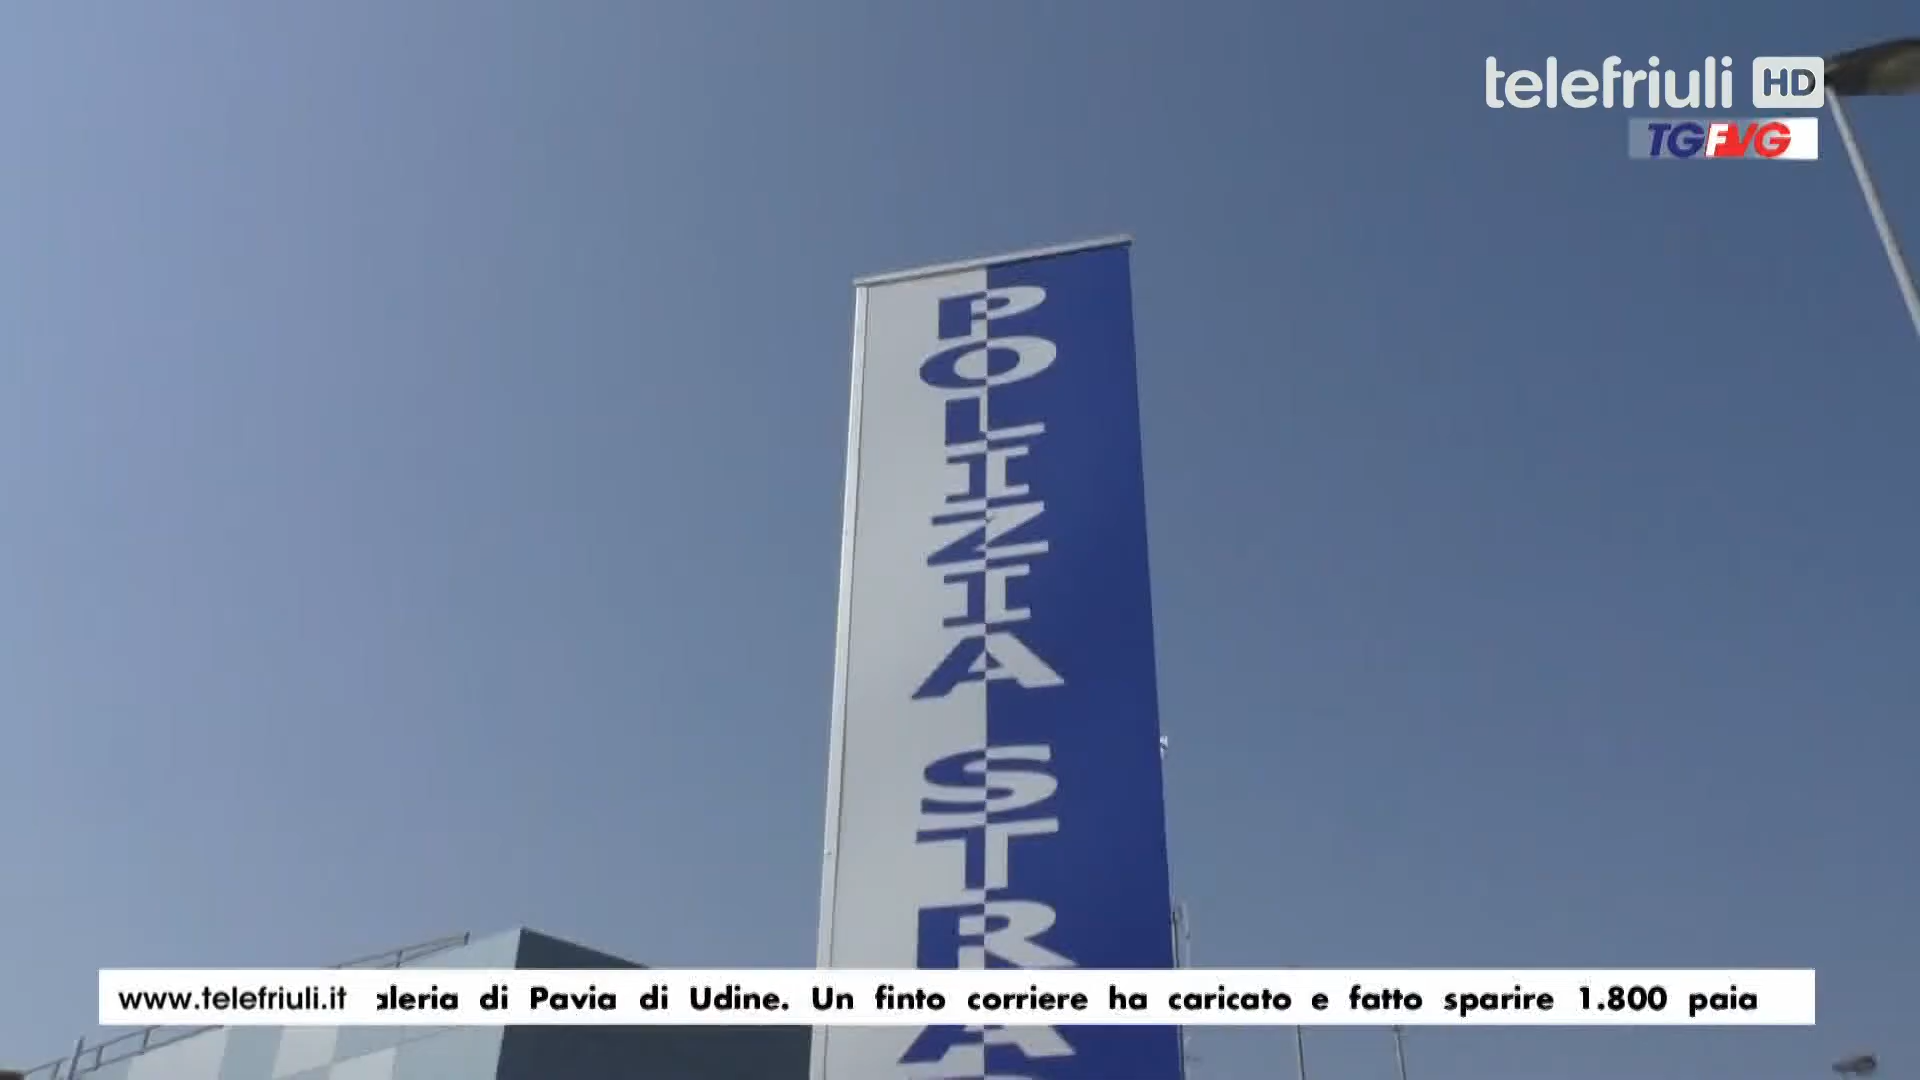 telefriuli HD
TGFVG
POLIZIA STRA
www.telefriuli.it aleria di Pavia di Udine. Un finto corriere ha caricato e fatto sparire 1.800 paia